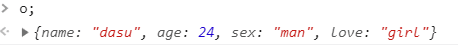 > o;
<· ▶ {name: "dasu", age: 24, sex: "man", love: "girl"}